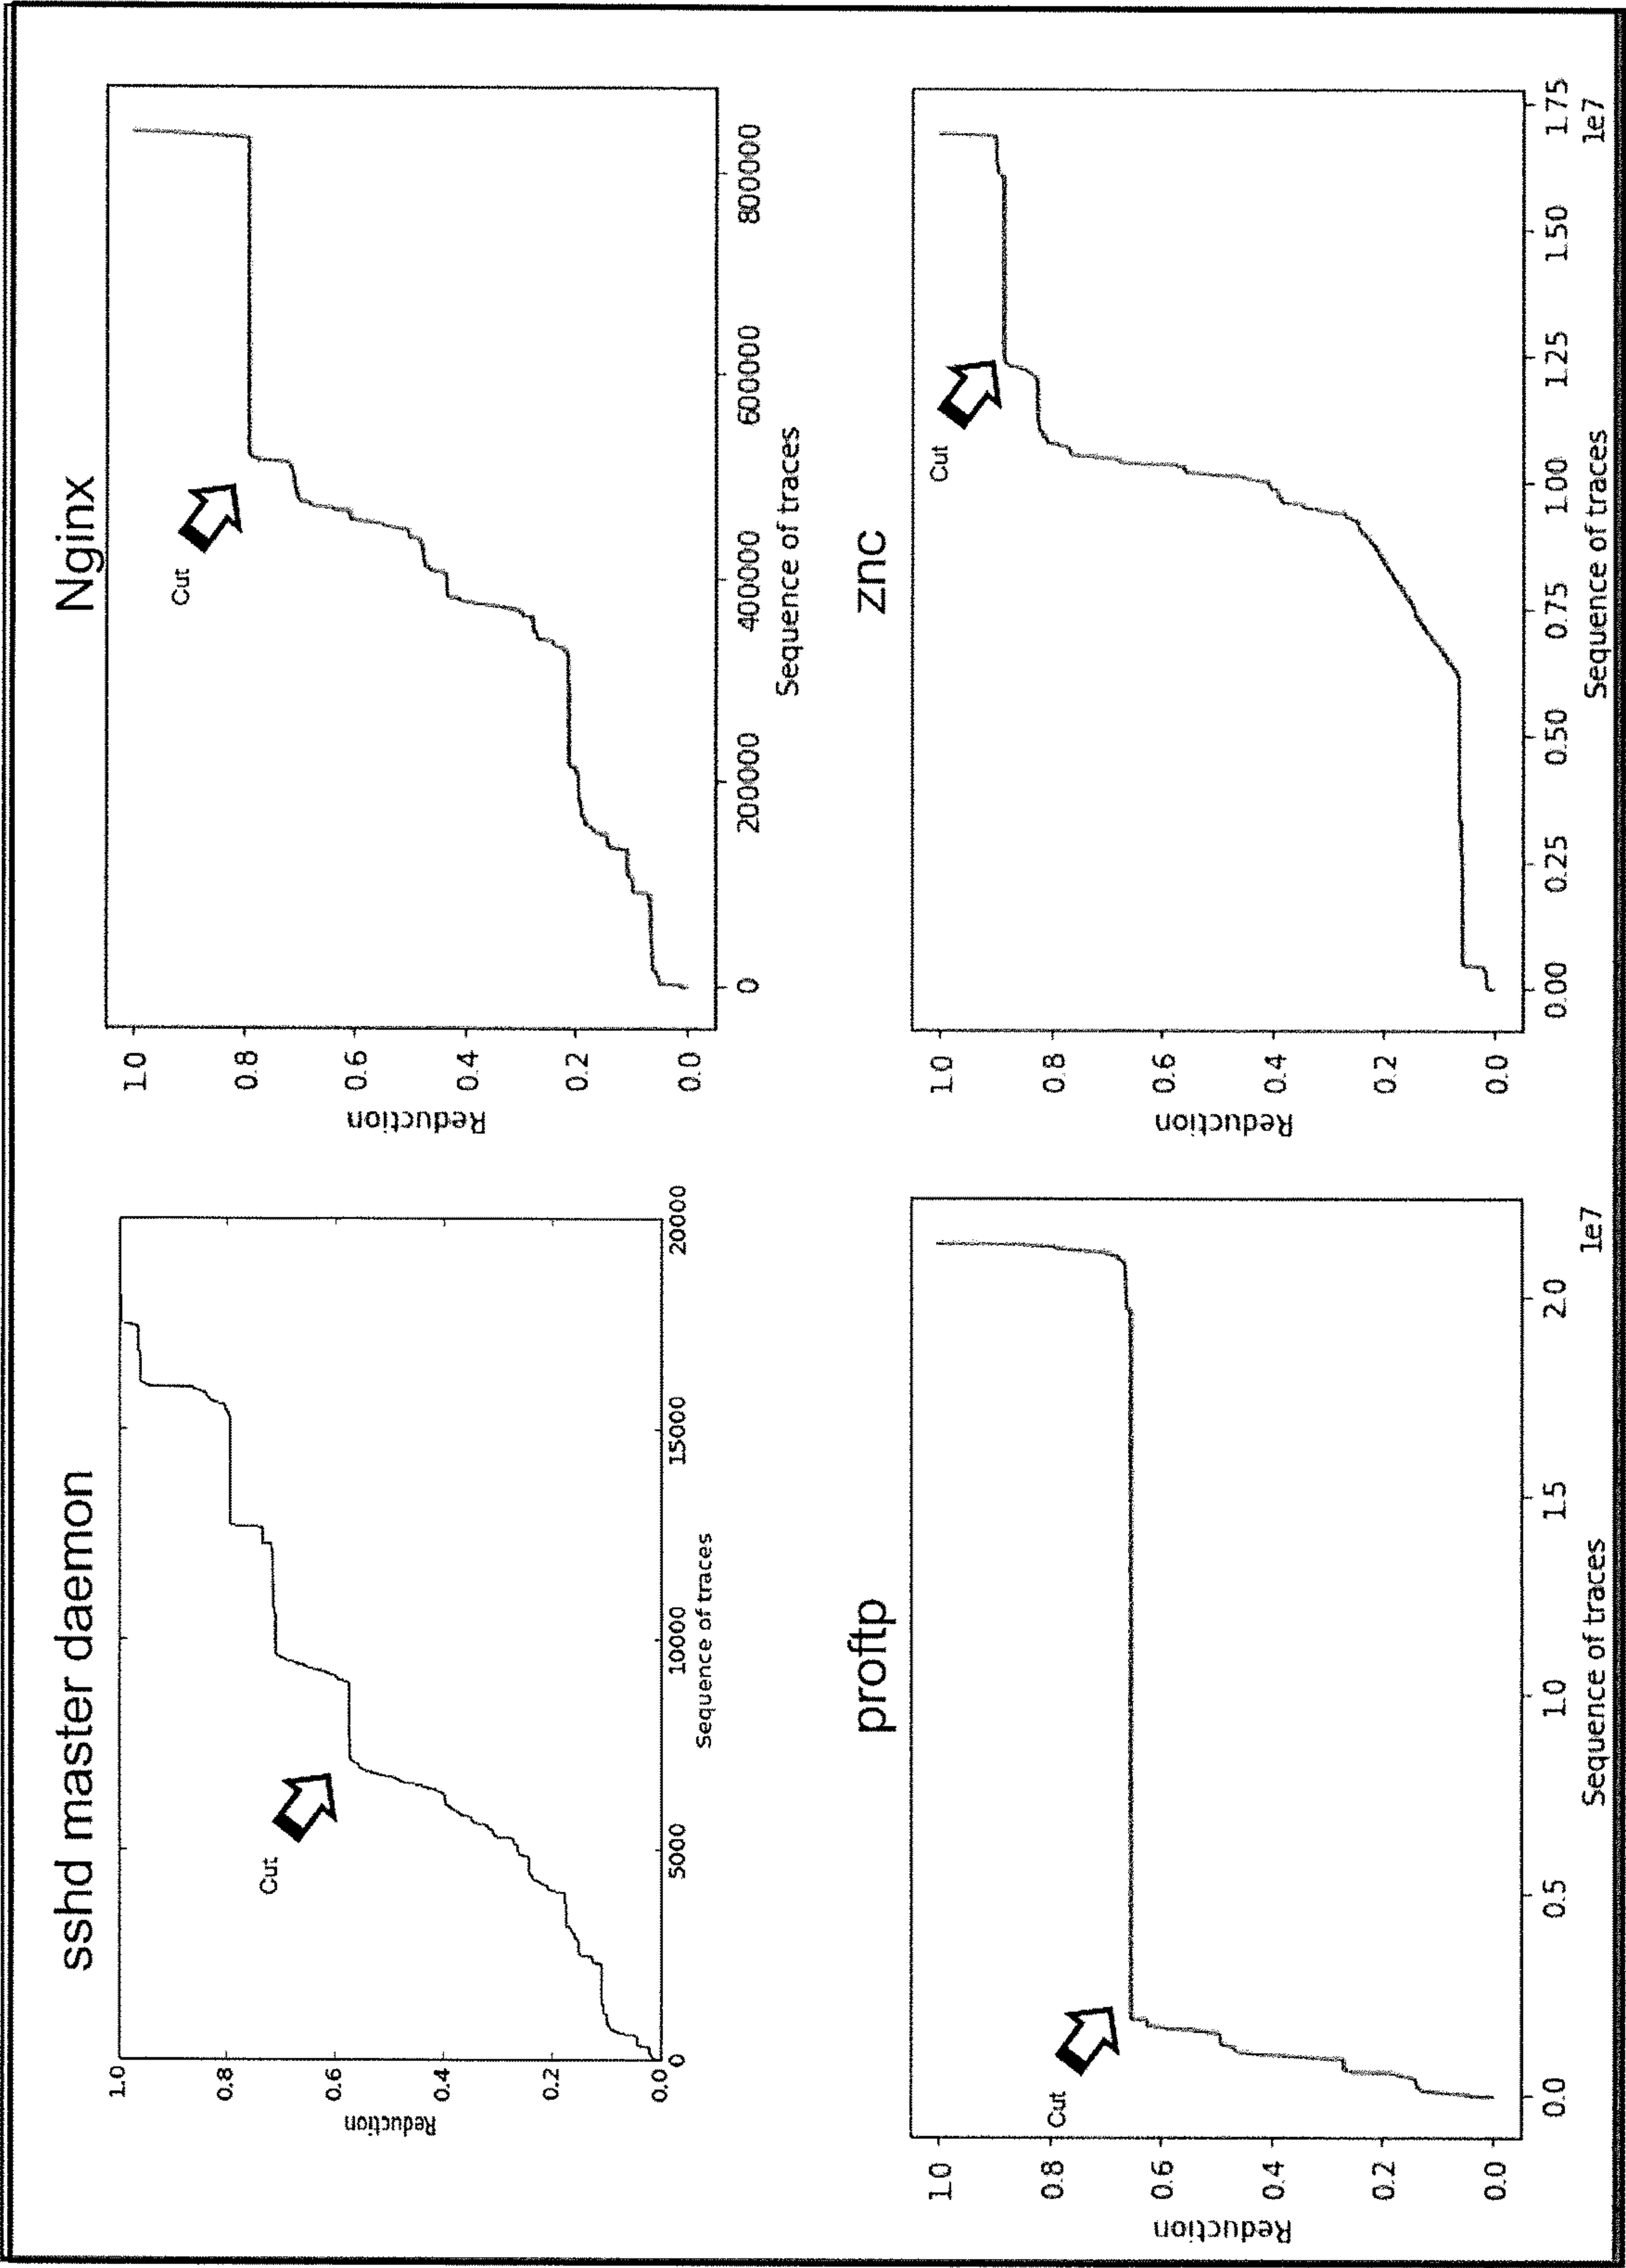 sshd master daemon
1.0
0.8
0.6
0.4
0.2
0.0
Reduction
Cut
0 5000 10000 15000 20000
Sequence of traces
Nginx
1.0
0.8
0.6
0.4
0.2
0.0
Reduction
Cut
0 200000 400000 600000 800000
Sequence of traces
proftp
1.0
0.8
0.6
0.4
0.2
0.0
Reduction
Cut
0.0 0.5 1.0 1.5 2.0
1e7
Sequence of traces
znc
1.0
0.8
0.6
0.4
0.2
0.0
Reduction
Cut
0.00 0.25 0.50 0.75 1.00 1.25 1.50 1.75
1e7
Sequence of traces